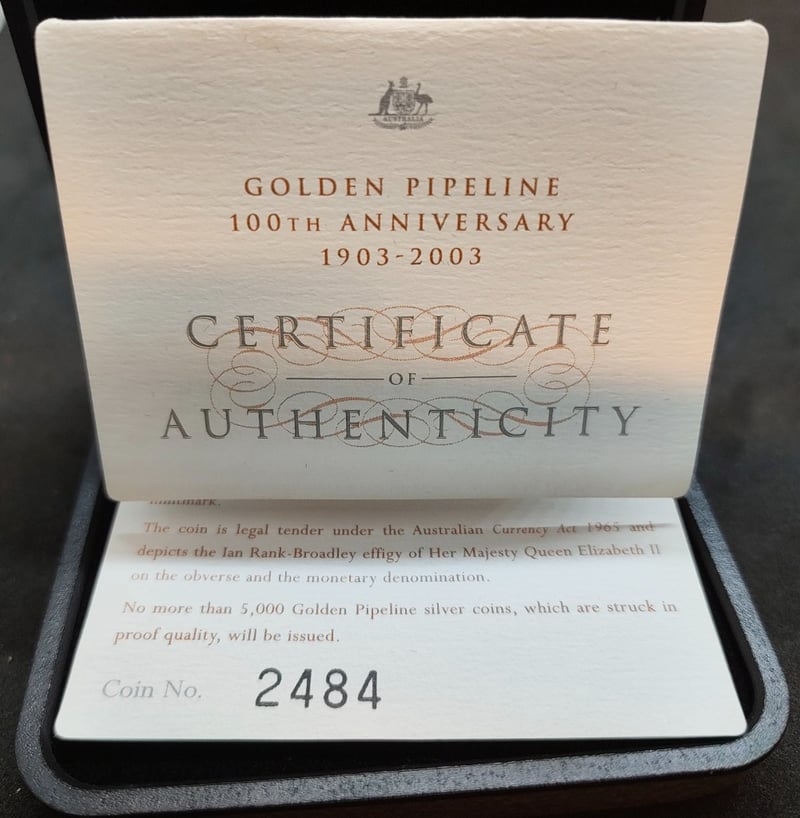 AUSTRALIA
GOLDEN PIPELINE
100TH ANNIVERSARY
1903-2003
CERTIFICATE
OF
AUTHENTICITY
The coin is legal tender under the Australian Currency Act 1965 and
depicts the Ian Rank-Broadley effigy of Her Majesty Queen Elizabeth II
on the obverse and the monetary denomination.
No more than 5,000 Golden Pipeline silver coins, which are struck in
proof quality, will be issued.
Coin No. 2484